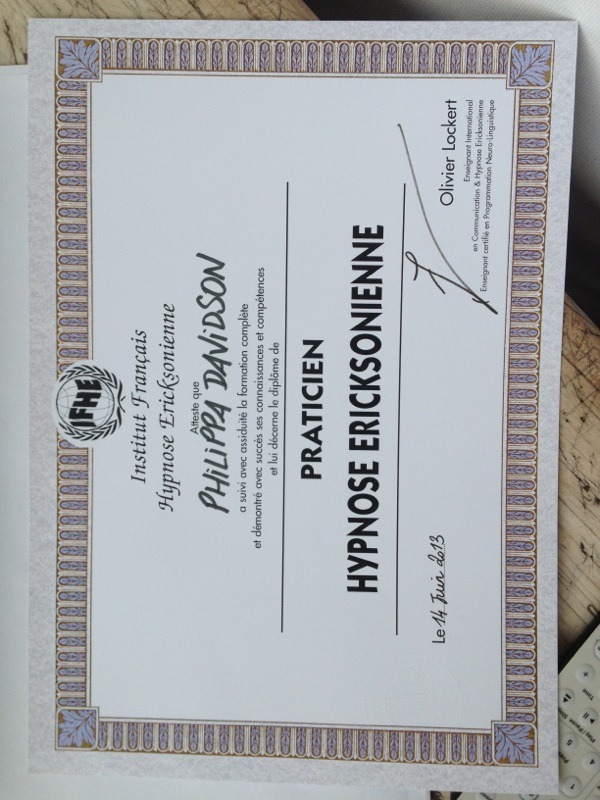 IFHE
Institut Français
Hypnose Ericksonienne
Atteste que
PHILIPPA DAVIDSON
a suivi avec assiduité la formation complète
et démontré avec succès ses connaissances et compétences
et lui décerne le diplôme de
PRATICIEN
HYPNOSE ERICKSONIENNE
Le 14 Juin 2013
Olivier Lockert
Enseignant International
en Communication & Hypnose Ericksonienne
Enseignant certifié en Programmation Neuro-Linguistique